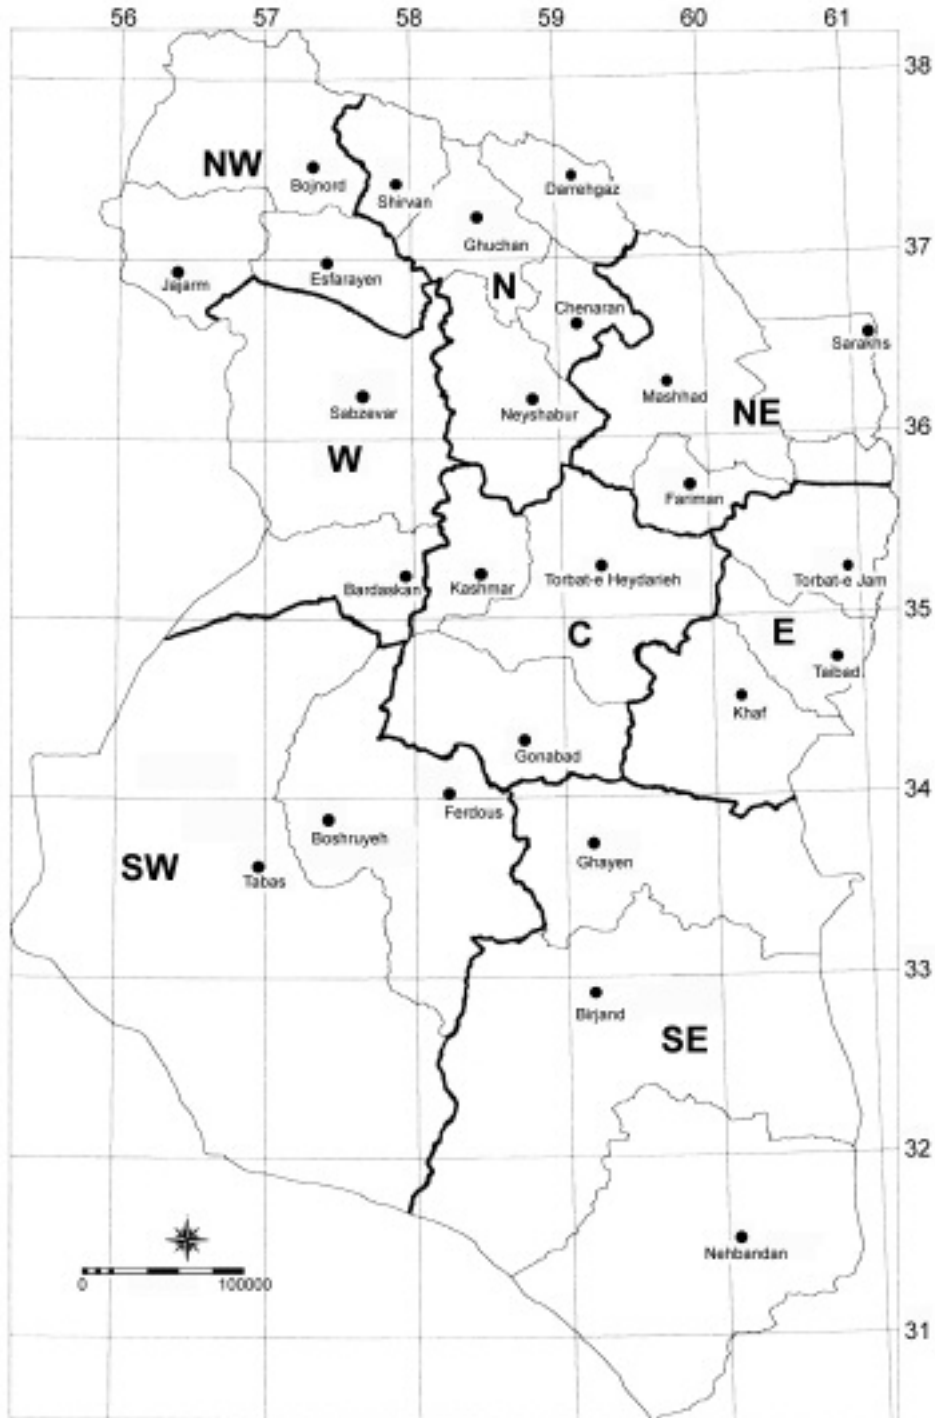 56 57 58 59 60 61
38
NW
Bojnord
Shirvan
Darrehgaz
Ghuchan
37
Jajarm
Esfarayen
N
Chenaran
Sarakhs
Sabzevar
Neyshabur
Mashhad
NE
36
W
Fariman
Bardaskan
Kashmar
Torbat-e Heydarieh
Torbat-e Jam
35
C
E
Taibad
Khaf
Gonabad
34
Ferdous
Boshruyeh
SW
Tabas
Ghayen
33
Birjand
SE
32
Nehbandan
0 100000
31